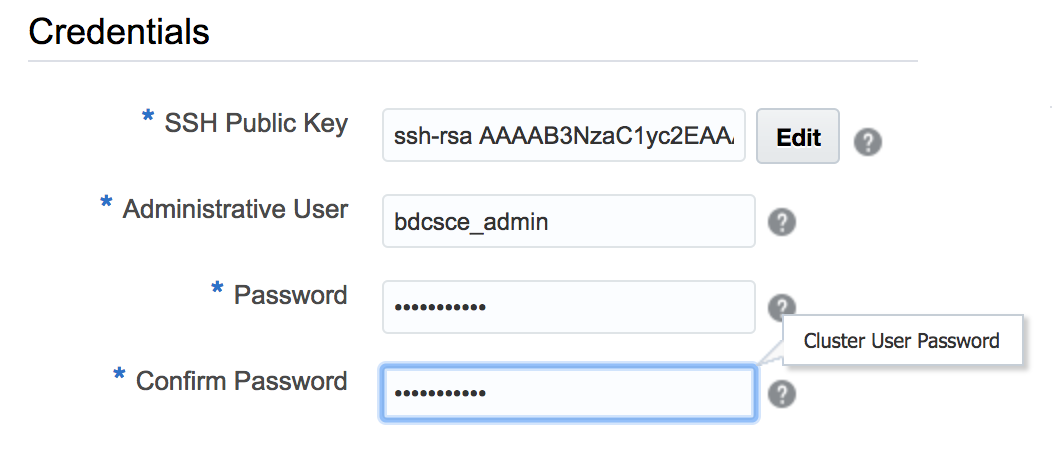 Credentials
* SSH Public Key ssh-rsa AAAAB3NzaC1yc2EAA Edit ?
* Administrative User bdcsce_admin ?
* Password ••••••••••• ?
Cluster User Password
* Confirm Password ••••••••••• ?